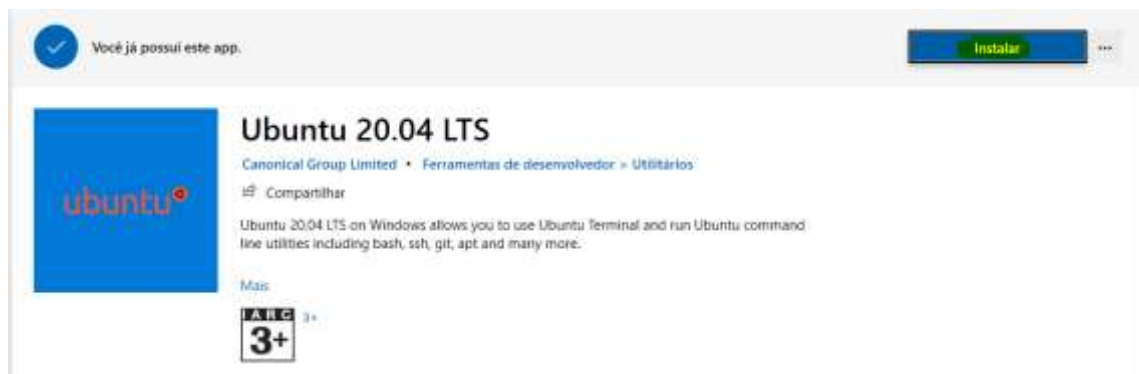 Você já possui este app.
Instalar
ubuntu
Ubuntu 20.04 LTS
Canonical Group Limited • Ferramentas de desenvolvedor > Utilitários
Compartilhar
Ubuntu 20.04 LTS on Windows allows you to use Ubuntu Terminal and run Ubuntu command
line utilities including bash, ssh, git, apt and many more.
Mais
IARC
3+
3+